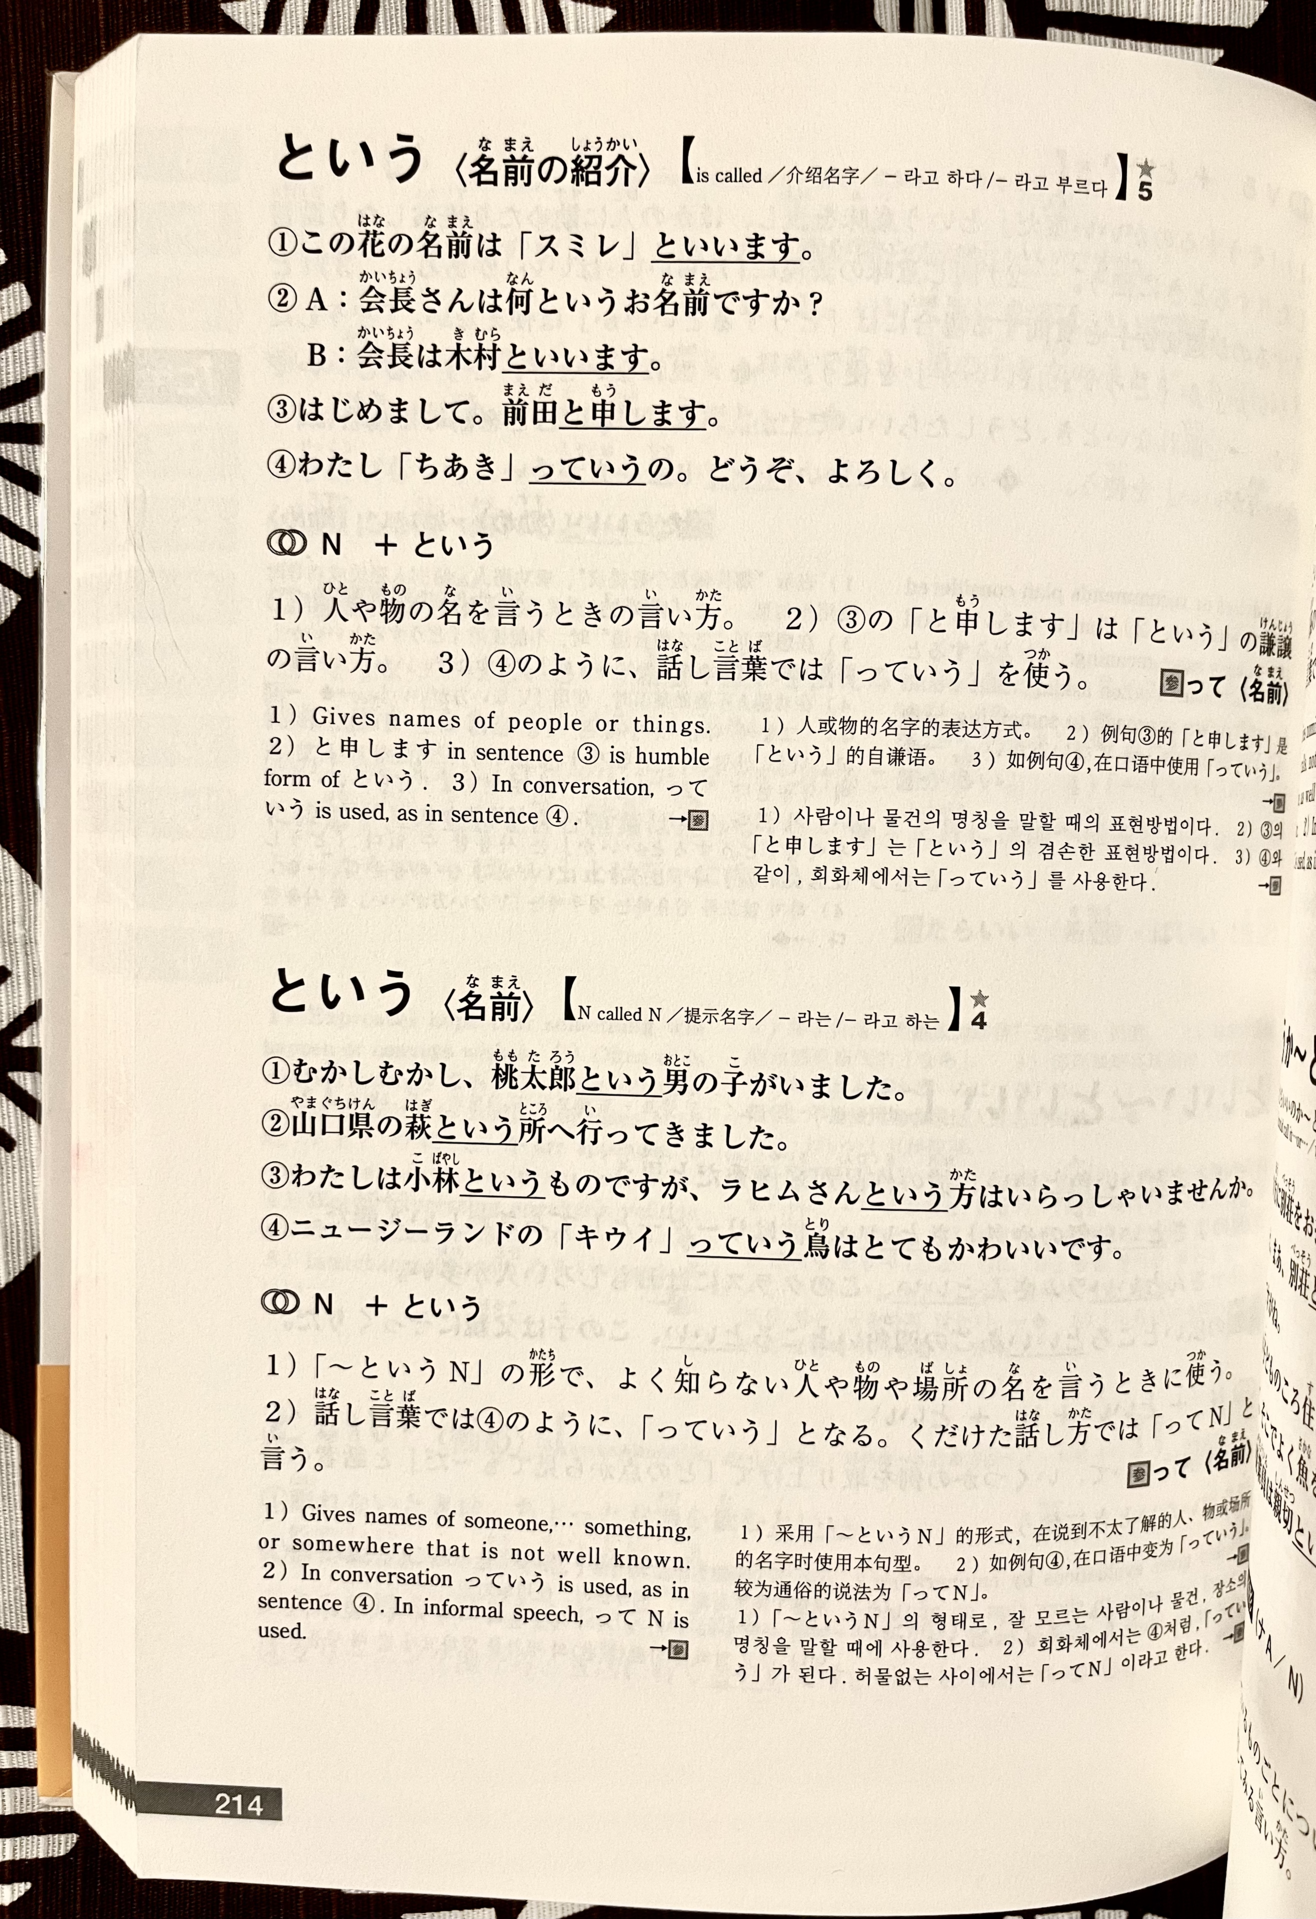 という〈名前の紹介〉【is called／介绍名字／－라고 하다/－라고 부르다】★5
①この花の名前は「スミレ」といいます。
②A：会長さんは何というお名前ですか？
B：会長は木村といいます。
③はじめまして。前田と申します。
④わたし「ちあき」っていうの。どうぞ、よろしく。
N ＋ という
1）人や物の名を言うときの言い方。 2）③の「と申します」は「という」の謙譲
の言い方。 3）④のように、話し言葉では「っていう」を使う。 参って〈名前〉
1）Gives names of people or things.
2）と申します in sentence ③ is humble
form of という. 3）In conversation, って
いう is used, as in sentence ④. →参
1）人或物的名字的表达方式。 2）例句③的「と申します」是
「という」的自谦语。 3）如例句④,在口语中使用「っていう」。
→参
1）사람이나 물건의 명칭을 말할 때의 표현방법이다. 2）③의
「と申します」는「という」의 겸손한 표현방법이다. 3）④와
같이, 회화체에서는「っていう」를 사용한다. →参
という〈名前〉【N called N／提示名字／－라는/－라고 하는】★4
①むかしむかし、桃太郎という男の子がいました。
②山口県の萩という所へ行ってきました。
③わたしは小林というものですが、ラヒムさんという方はいらっしゃいませんか。
④ニュージーランドの「キウイ」っていう鳥はとてもかわいいです。
N ＋ という
1）「～というN」の形で、よく知らない人や物や場所の名を言うときに使う。
2）話し言葉では④のように、「っていう」となる。くだけた話し方では「ってN」と
言う。 参って〈名前〉
1）Gives names of someone,… something,
or somewhere that is not well known.
2）In conversation っていう is used, as in
sentence ④. In informal speech, って N is
used. →参
1）采用「～というN」的形式，在说到不太了解的人、物或场所
的名字时使用本句型。 2）如例句④,在口语中变为「っていう」。
较为通俗的说法为「ってN」。 →参
1）「～というN」의 형태로, 잘 모르는 사람이나 물건, 장소의
명칭을 말할 때에 사용한다. 2）회화체에서는 ④처럼,「ってい
う」가 된다. 허물없는 사이에서는「ってN」이라고 한다. →参
214